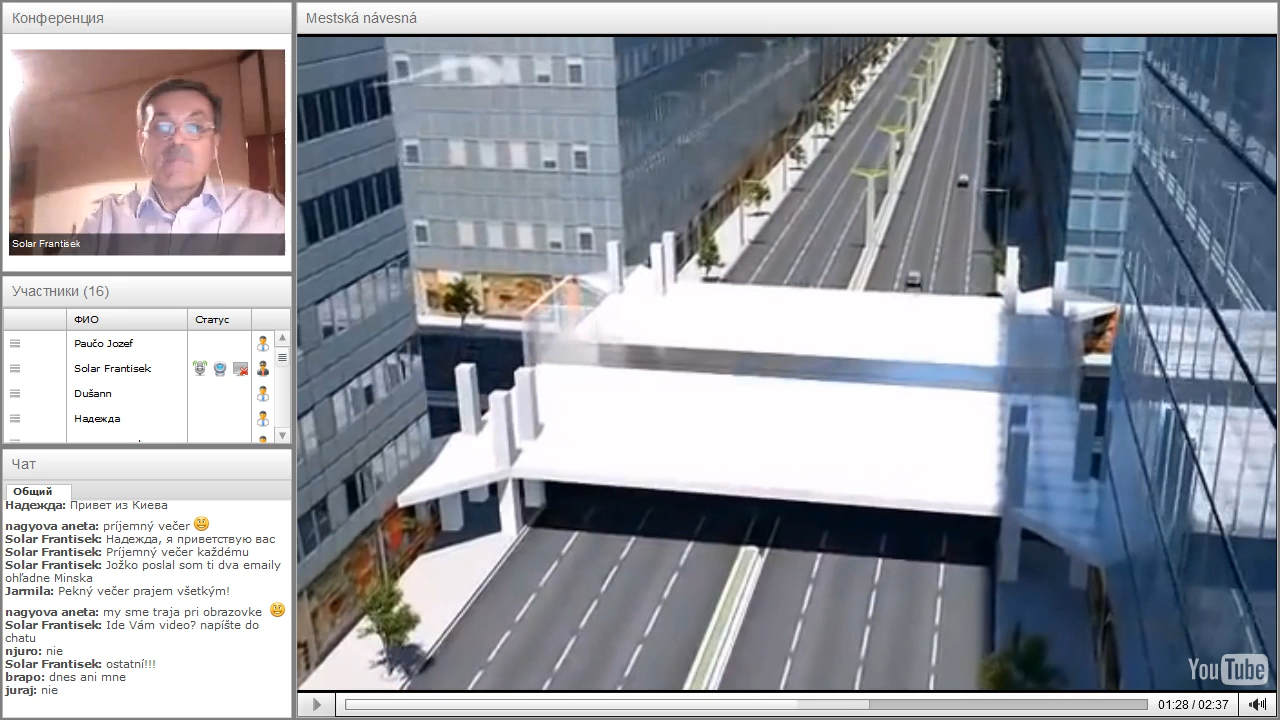 Конференция
Solar Frantisek
Участники (16)
ФИО Статус
Paučo Jozef
Solar Frantisek
Dušann
Надежда
Чат
Общий
Надежда: Привет из Киева
nagyova aneta: príjemný večer
Solar Frantisek: Надежда, я приветствую вас
Solar Frantisek: Príjemný večer každému
Solar Frantisek: Jožko poslal som ti dva emaily
ohľadne Minska
Jarmila: Pekný večer prajem všetkým!
nagyova aneta: my sme traja pri obrazovke
Solar Frantisek: Ide Vám video? napíšte do
chatu
njuro: nie
Solar Frantisek: ostatní!!!
brapo: dnes ani mne
juraj: nie
Mestská návesná
YouTube
01:28 / 02:37